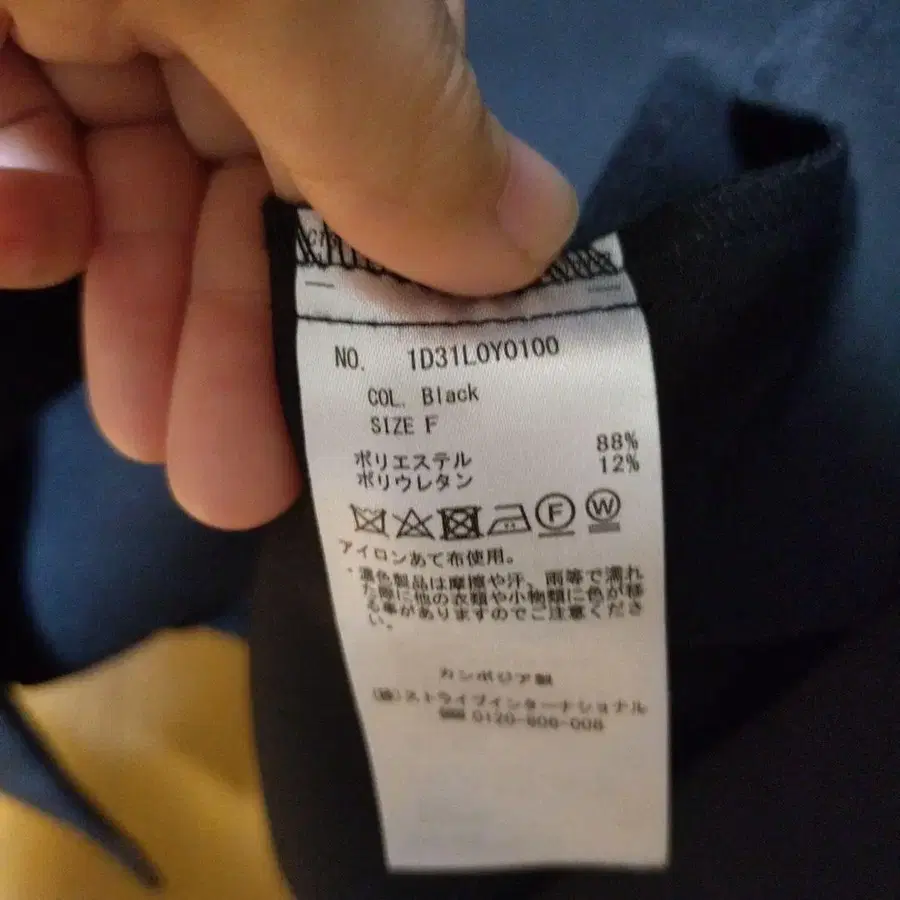 NO. 1D31L0Y0100
COL. Black
SIZE F
ポリエステル 88%
ポリウレタン 12%
F W
アイロンあて布使用。
・濃色製品は摩擦や汗、雨等で濡れ
た際に他の衣類や小物類に色が移
る事がありますのでご注意くださ
い。
カンボジア製
(株)ストライプインターナショナル
0120-806-008